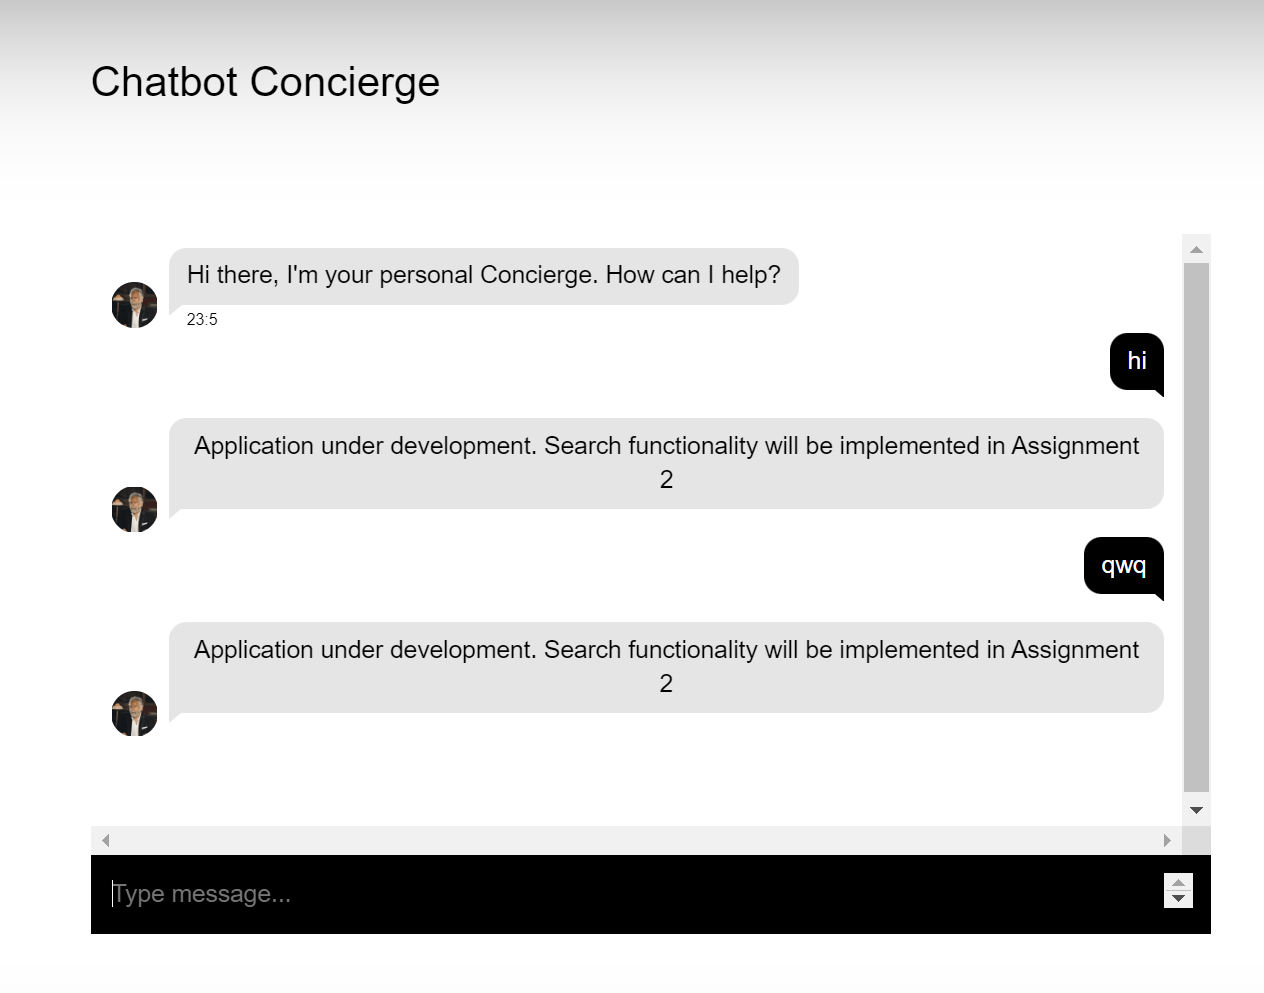 Chatbot Concierge
Hi there, I'm your personal Concierge. How can I help?
23:5
hi
Application under development. Search functionality will be implemented in Assignment
2
qwq
Application under development. Search functionality will be implemented in Assignment
2
Type message...